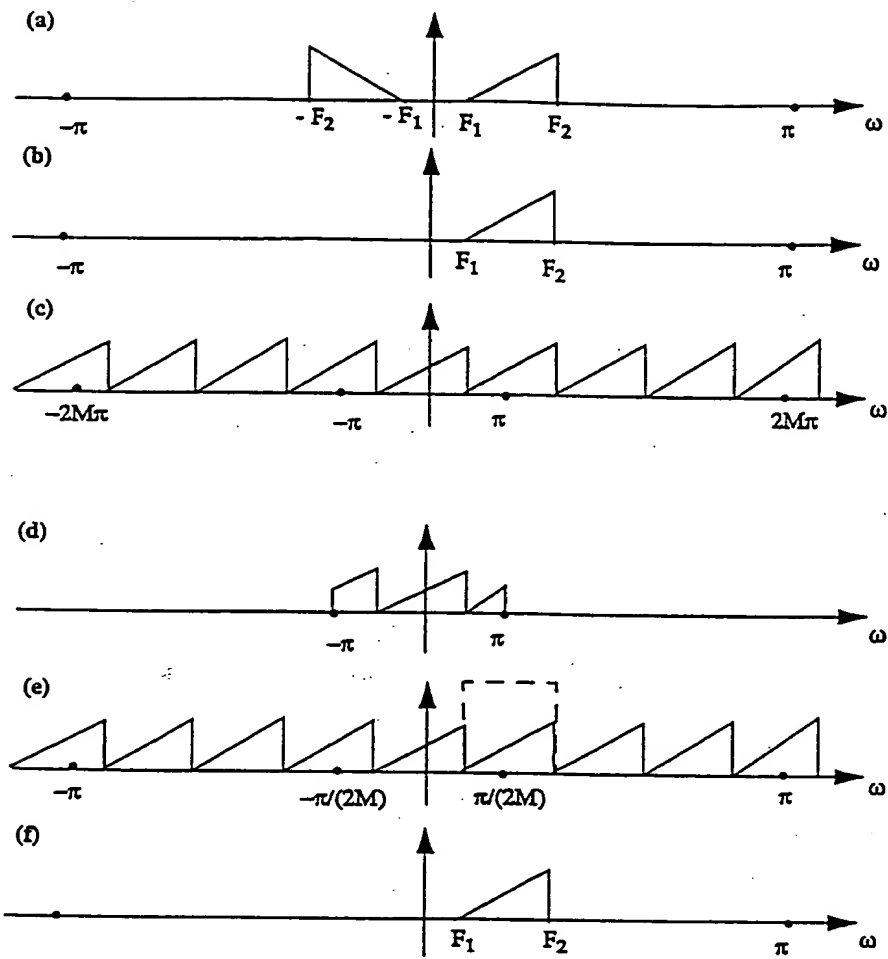 (a)
-π - F₂ - F₁ F₁ F₂ π ω
(b)
-π F₁ F₂ π ω
(c)
-2Mπ -π π 2Mπ ω
(d)
-π π ω
(e)
-π -π/(2M) π/(2M) π ω
(f)
F₁ F₂ π ω